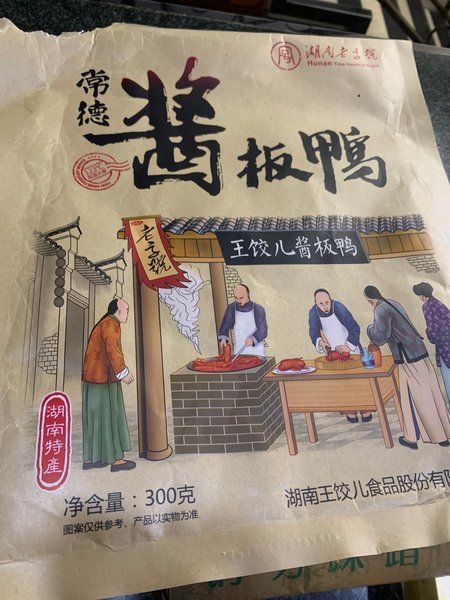 湖南老字號
Hunan Time-honored Brand
常德
醬板鴨
老字號
王饺儿酱板鸭
湖南特產
净含量：300克
图案仅供参考、产品以实物为准
湖南王饺儿食品股份有限